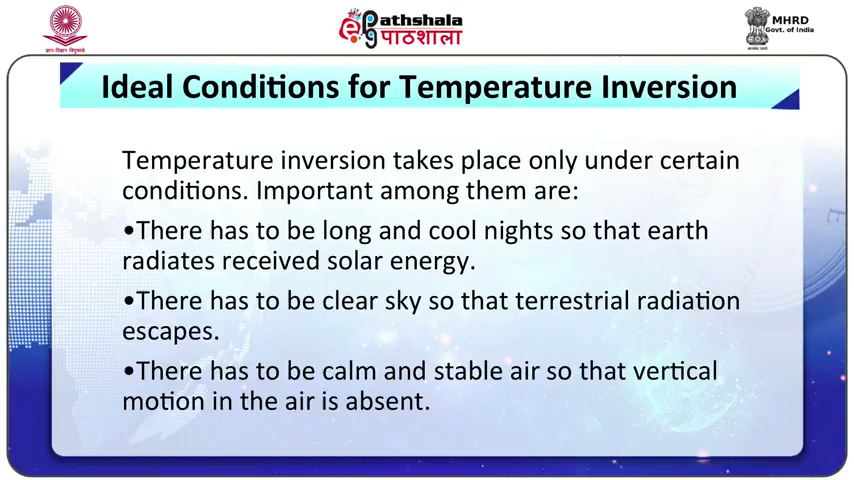 ज्ञान-विज्ञान विमुक्तये
ePathshala
पाठशाला
MHRD
Govt. of India
Ideal Conditions for Temperature Inversion
Temperature inversion takes place only under certain
conditions. Important among them are:
•There has to be long and cool nights so that earth
radiates received solar energy.
•There has to be clear sky so that terrestrial radiation
escapes.
•There has to be calm and stable air so that vertical
motion in the air is absent.